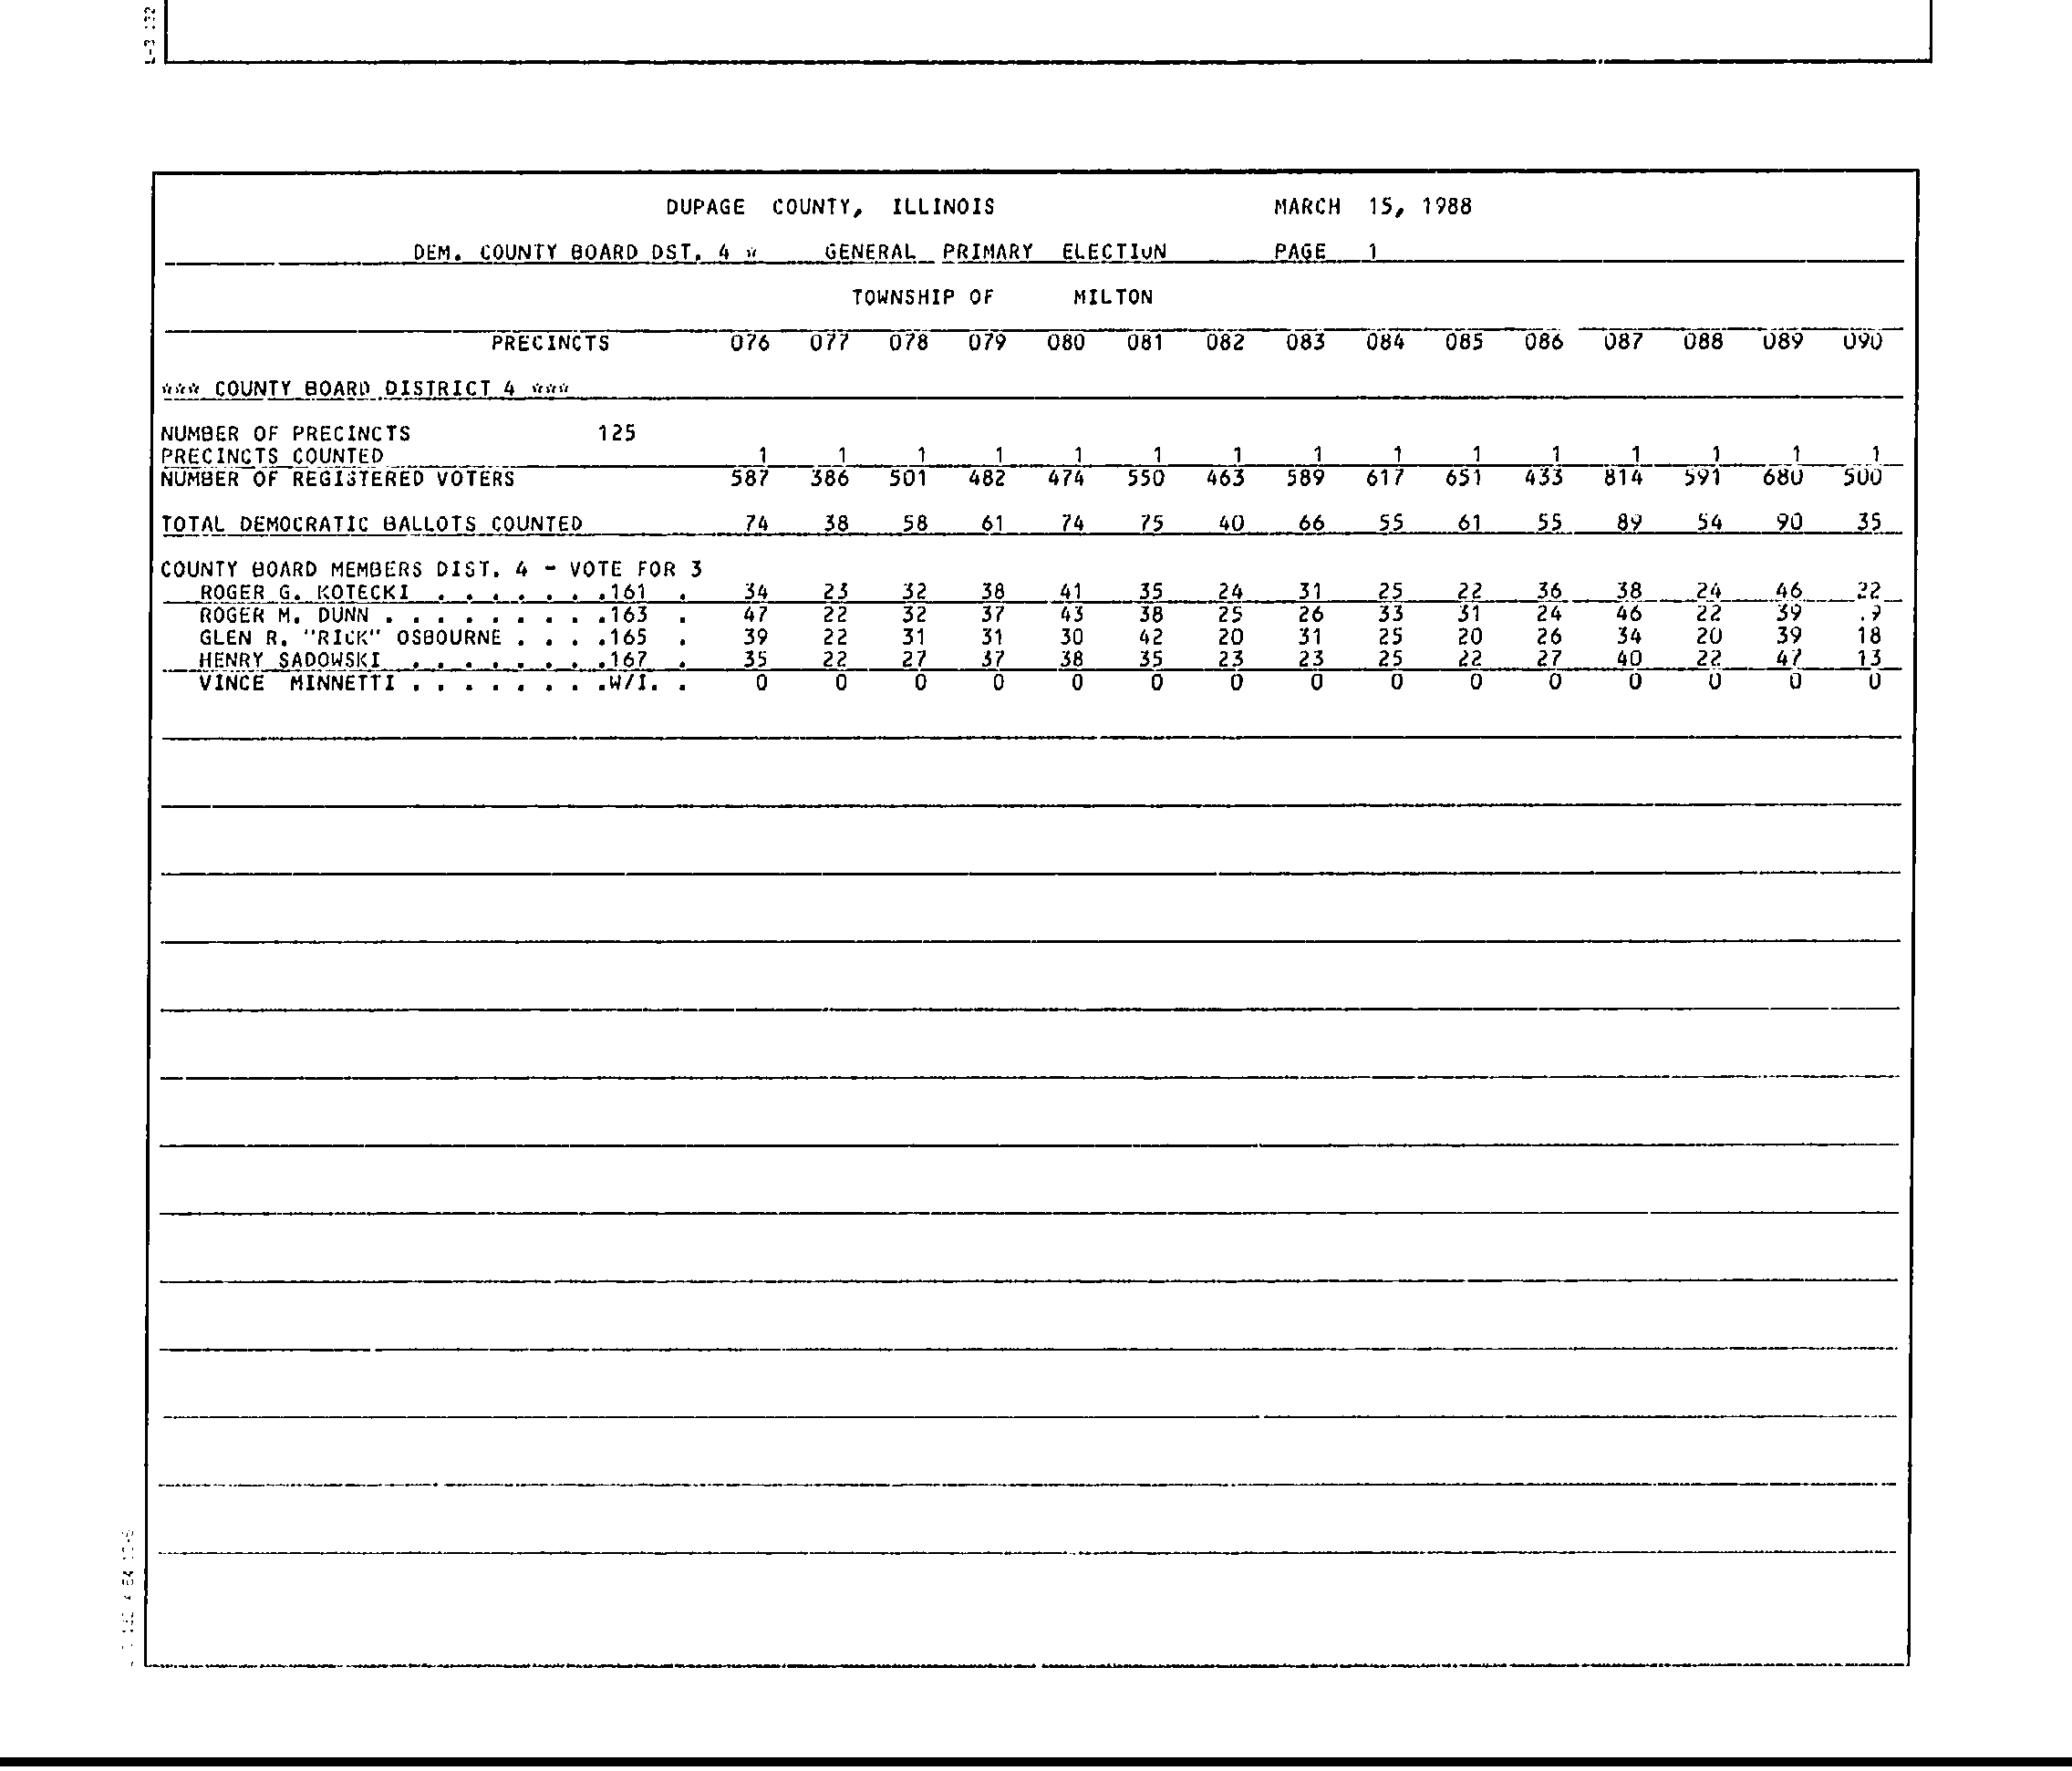 DUPAGE COUNTY, ILLINOIS MARCH 15, 1988
DEM. COUNTY BOARD DST. 4 * GENERAL PRIMARY ELECTION PAGE 1
TOWNSHIP OF MILTON
PRECINCTS 076 077 078 079 080 081 082 083 084 085 086 087 088 089 090
*** COUNTY BOARD DISTRICT 4 ***
NUMBER OF PRECINCTS 125
PRECINCTS COUNTED 1 1 1 1 1 1 1 1 1 1 1 1 1 1 1
NUMBER OF REGISTERED VOTERS 587 386 501 482 474 550 463 589 617 651 433 814 591 680 500
TOTAL DEMOCRATIC BALLOTS COUNTED 74 38 58 61 74 75 40 66 55 61 55 89 54 90 35
COUNTY BOARD MEMBERS DIST. 4 - VOTE FOR 3
ROGER G. KOTECKI . . . . . . .161 . 34 23 32 38 41 35 24 31 25 22 36 38 24 46 22
ROGER M. DUNN . . . . . . . . .163 . 47 22 32 37 43 38 25 26 33 31 24 46 22 39
GLEN R. "RICK" OSBOURNE . . . .165 . 39 22 31 31 30 42 20 31 25 20 26 34 20 39 18
HENRY SADOWSKI . . . . . . . .167 . 35 22 27 37 38 35 23 23 25 22 27 40 22 47 13
VINCE MINNETTI . . . . . . . .W/I. . 0 0 0 0 0 0 0 0 0 0 0 0 0 0 0